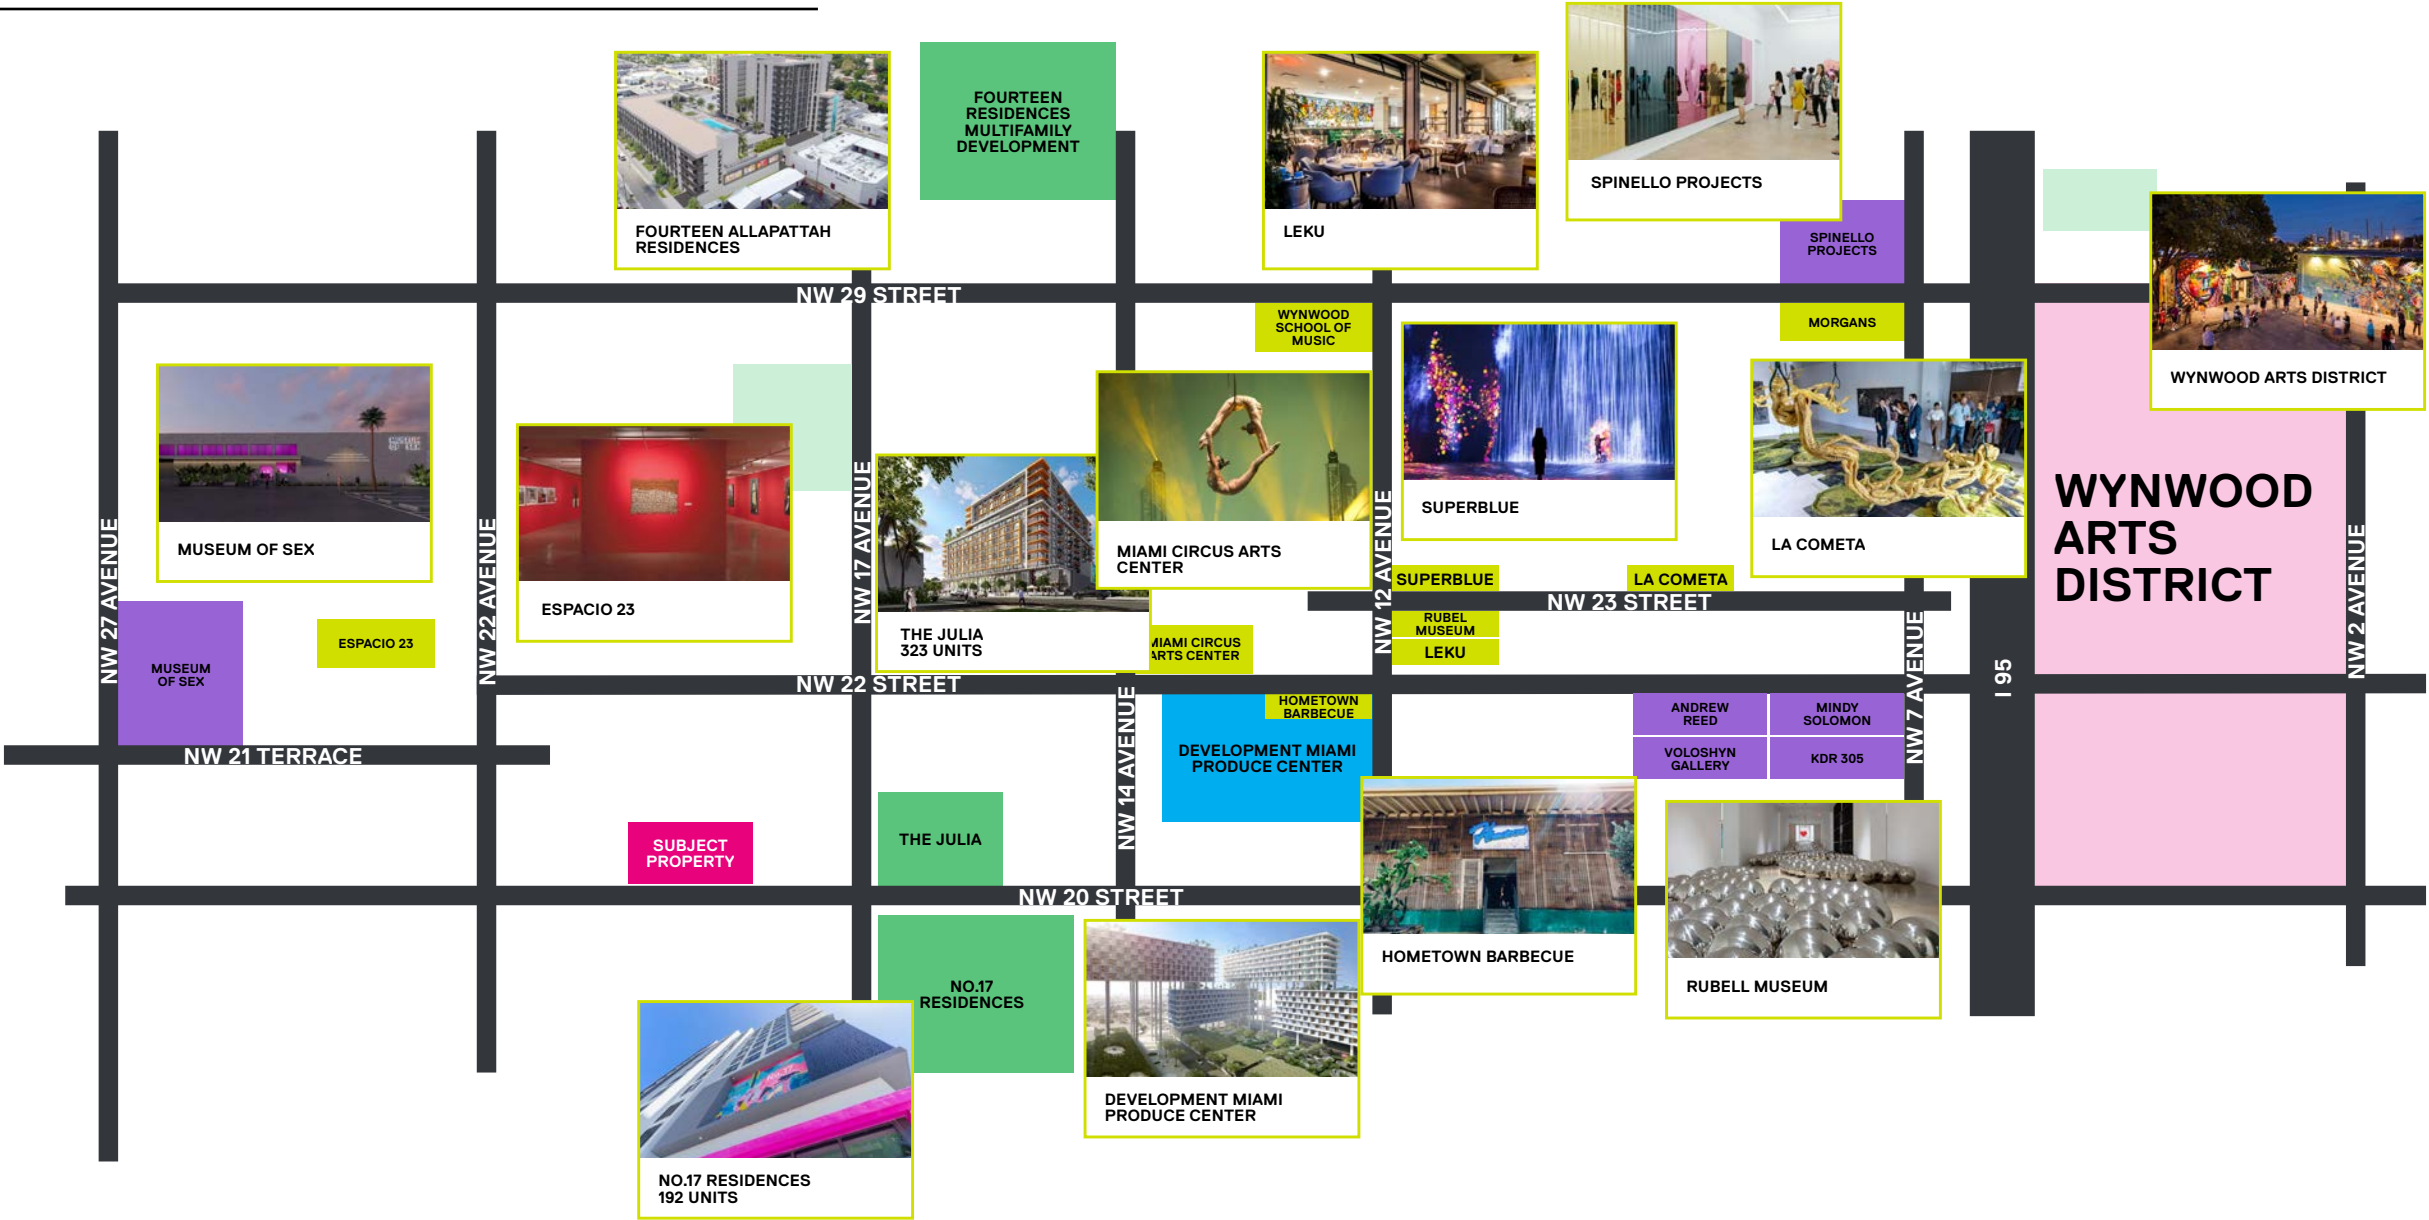 FOURTEEN
RESIDENCES
MULTIFAMILY
DEVELOPMENT
FOURTEEN ALLAPATTAH
RESIDENCES
LEKU
SPINELLO PROJECTS
SPINELLO
PROJECTS
NW 29 STREET
WYNWOOD
SCHOOL OF
MUSIC
MORGANS
WYNWOOD ARTS DISTRICT
MUSEUM
OF SEX
MUSEUM OF SEX
ESPACIO 23
THE JULIA
323 UNITS
MIAMI CIRCUS ARTS
CENTER
SUPERBLUE
LA COMETA
WYNWOOD
ARTS
DISTRICT
NW 27 AVENUE
NW 22 AVENUE
NW 17 AVENUE
NW 14 AVENUE
NW 12 AVENUE
NW 7 AVENUE
I 95
NW 2 AVENUE
SUPERBLUE
LA COMETA
NW 23 STREET
RUBEL
MUSEUM
LEKU
MUSEUM
OF SEX
ESPACIO 23
MIAMI CIRCUS
ARTS CENTER
NW 22 STREET
HOMETOWN
BARBECUE
DEVELOPMENT MIAMI
PRODUCE CENTER
ANDREW
REED
MINDY
SOLOMON
VOLOSHYN
GALLERY
KDR 305
NW 21 TERRACE
SUBJECT
PROPERTY
THE JULIA
NW 20 STREET
NO.17
RESIDENCES
HOMETOWN BARBECUE
RUBELL MUSEUM
DEVELOPMENT MIAMI
PRODUCE CENTER
NO.17 RESIDENCES
192 UNITS